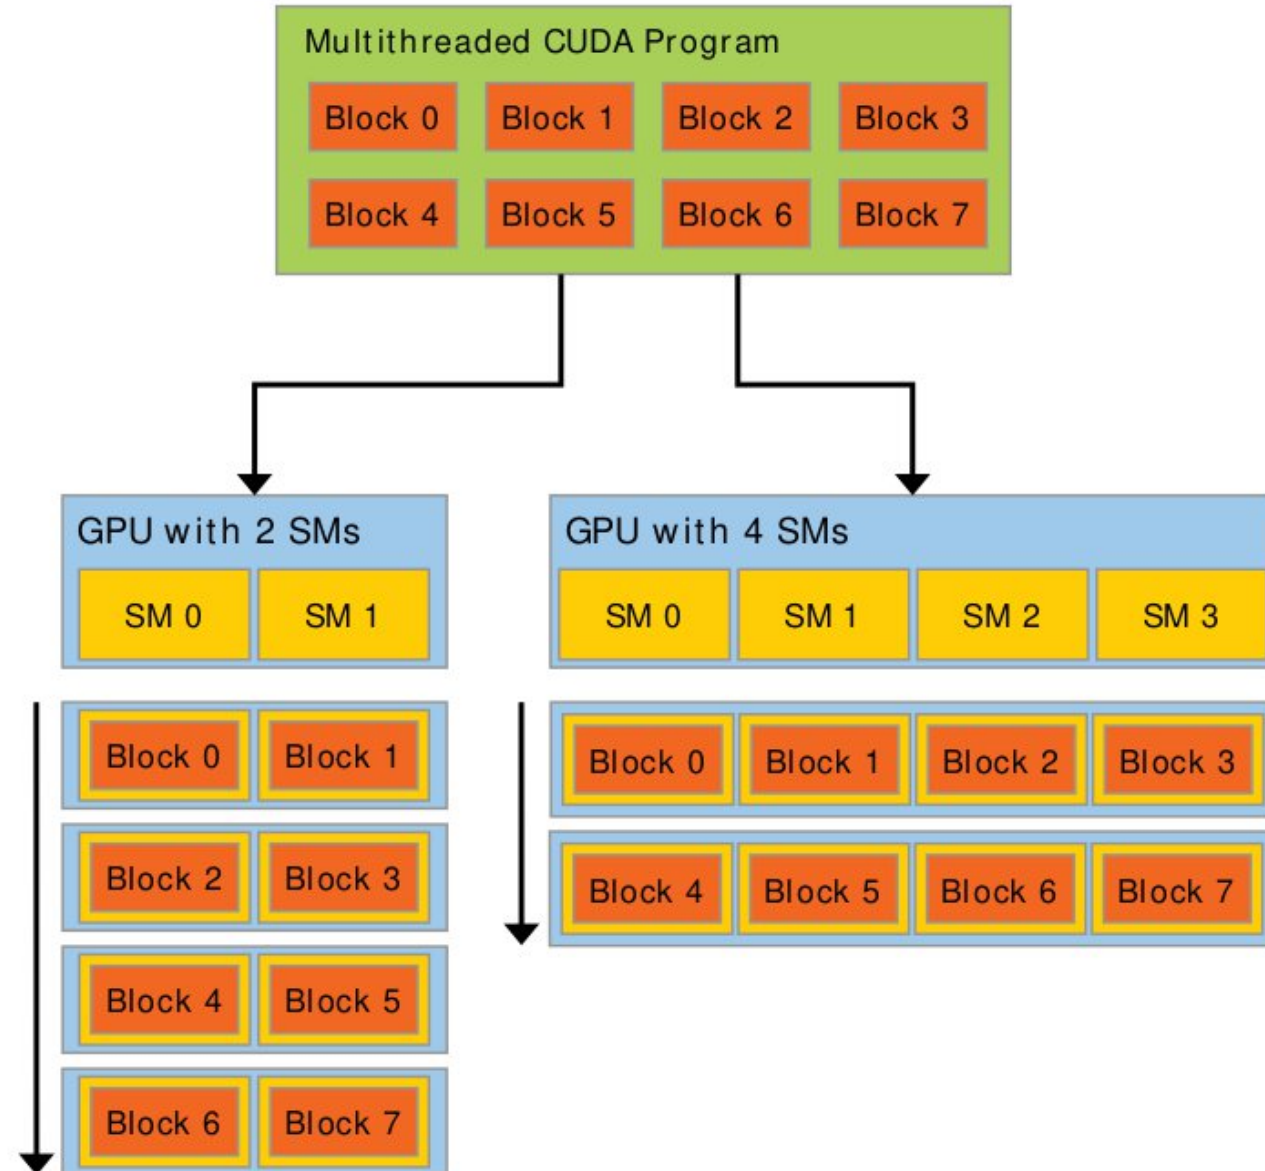 Multithreaded CUDA Program
Block 0 Block 1 Block 2 Block 3
Block 4 Block 5 Block 6 Block 7
GPU with 2 SMs
SM 0 SM 1
Block 0 Block 1
Block 2 Block 3
Block 4 Block 5
Block 6 Block 7
GPU with 4 SMs
SM 0 SM 1 SM 2 SM 3
Block 0 Block 1 Block 2 Block 3
Block 4 Block 5 Block 6 Block 7